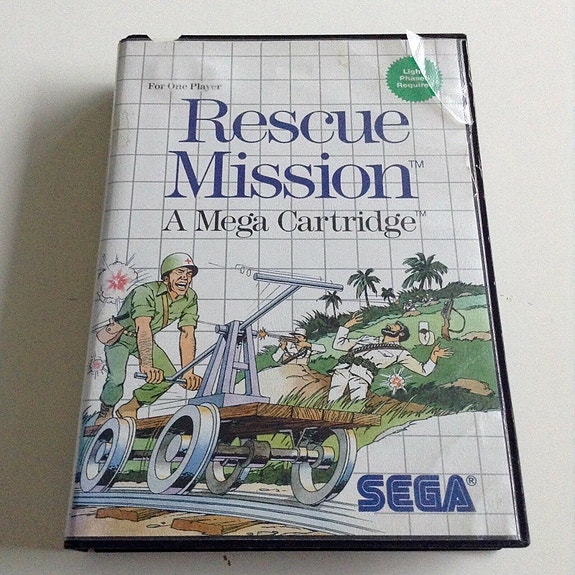 For One Player
Light
Phaser
Required
Rescue
Mission™
A Mega Cartridge™
SEGA®